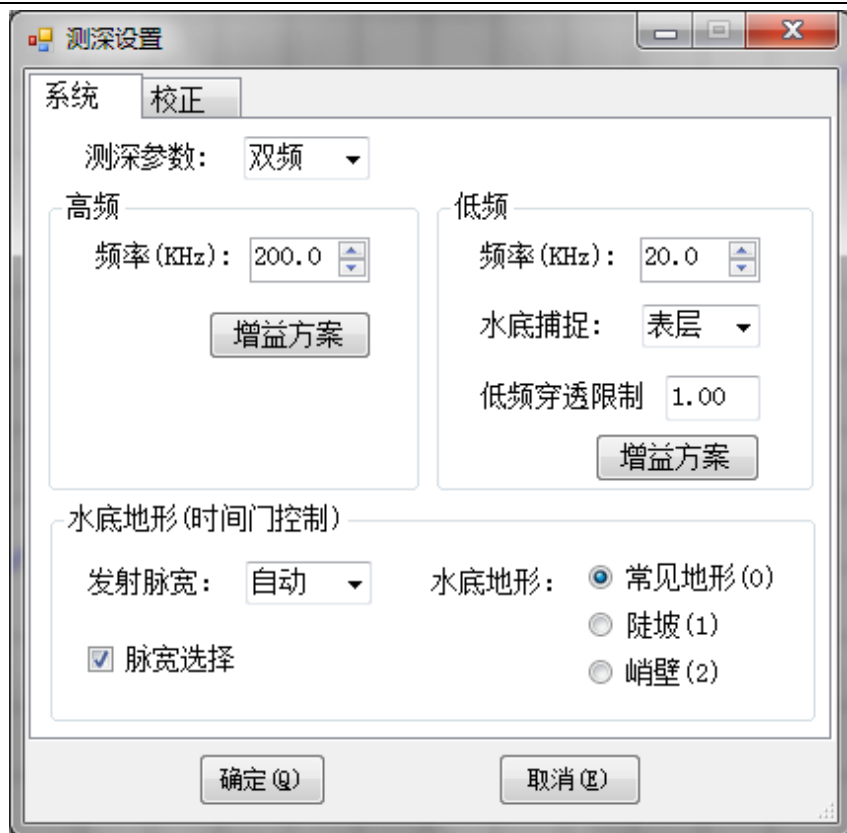 测深设置
系统 校正
测深参数: 双频
高频
频率(KHz): 200.0
增益方案
低频
频率(KHz): 20.0
水底捕捉: 表层
低频穿透限制 1.00
增益方案
水底地形(时间门控制)
发射脉宽: 自动
脉宽选择
水底地形: 常见地形(0)
陡坡(1)
峭壁(2)
确定(Q) 取消(E)